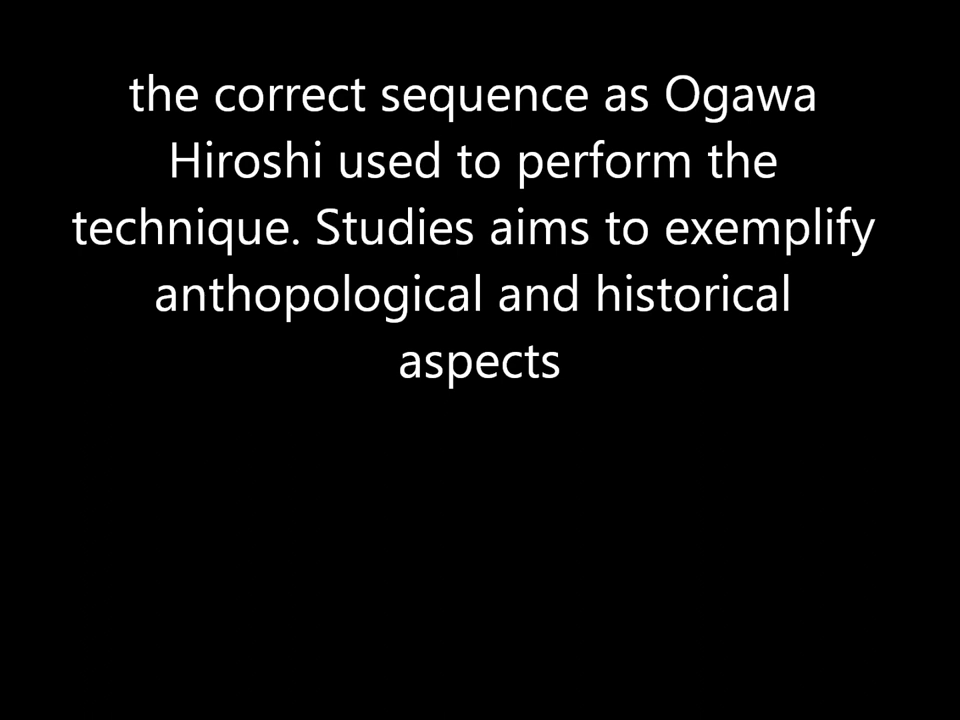 the correct sequence as Ogawa
Hiroshi used to perform the
technique. Studies aims to exemplify
anthopological and historical
aspects